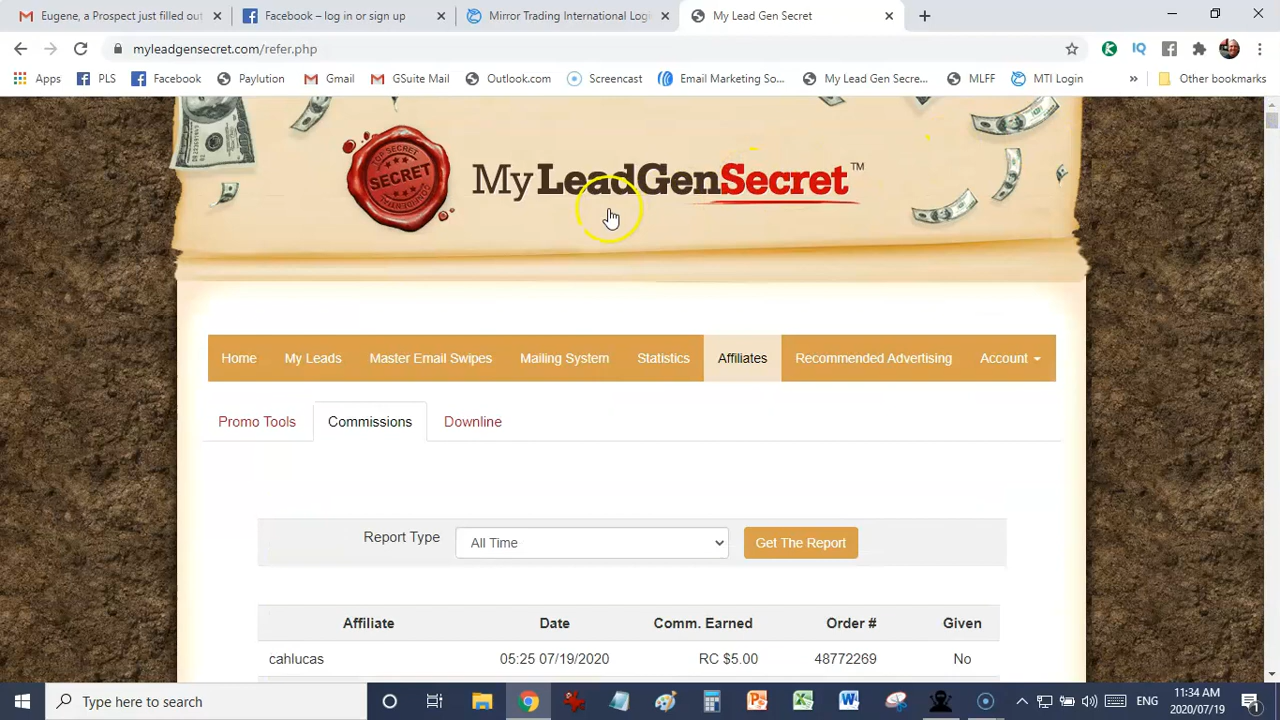 Eugene, a Prospect just filled out
Facebook – log in or sign up
Mirror Trading International Logi
My Lead Gen Secret
myleadgensecret.com/refer.php
Apps
PLS
Facebook
Paylution
Gmail
GSuite Mail
Outlook.com
Screencast
Email Marketing So...
My Lead Gen Secre...
MLFF
MTI Login
»
Other bookmarks
TOP SECRET
SECRET
CONFIDENTIAL
MyLeadGenSecret™
Home
My Leads
Master Email Swipes
Mailing System
Statistics
Affiliates
Recommended Advertising
Account
Promo Tools
Commissions
Downline
Report Type
All Time
Get The Report
Affiliate Date Comm. Earned Order # Given
cahlucas 05:25 07/19/2020 RC $5.00 48772269 No
Type here to search
ENG
11:34 AM
2020/07/19